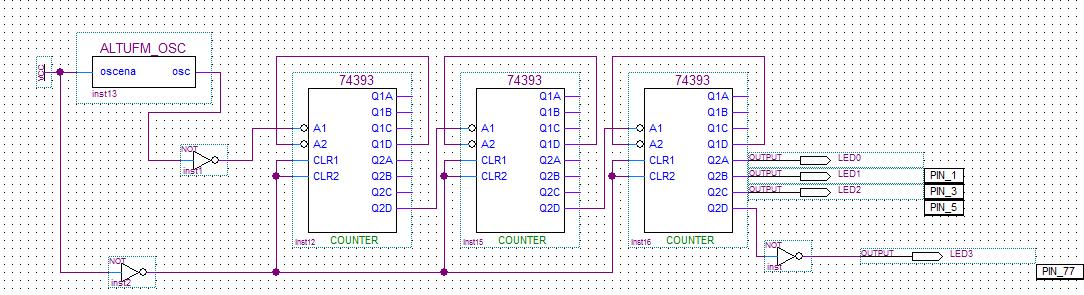 ALTUFM_OSC
VCC
oscena osc
inst13
74393 74393 74393
Q1A Q1A Q1A
Q1B Q1B Q1B
A1 Q1C A1 Q1C A1 Q1C
A2 Q1D A2 Q1D A2 Q1D
NOT
inst1
CLR1 Q2A CLR1 Q2A CLR1 Q2A OUTPUT LED0
CLR2 Q2B CLR2 Q2B CLR2 Q2B OUTPUT LED1 PIN_1
Q2C Q2C Q2C OUTPUT LED2 PIN_3
Q2D Q2D Q2D PIN_5
inst12 COUNTER inst15 COUNTER inst16 COUNTER
NOT
inst
OUTPUT LED3
NOT
inst2
PIN_77